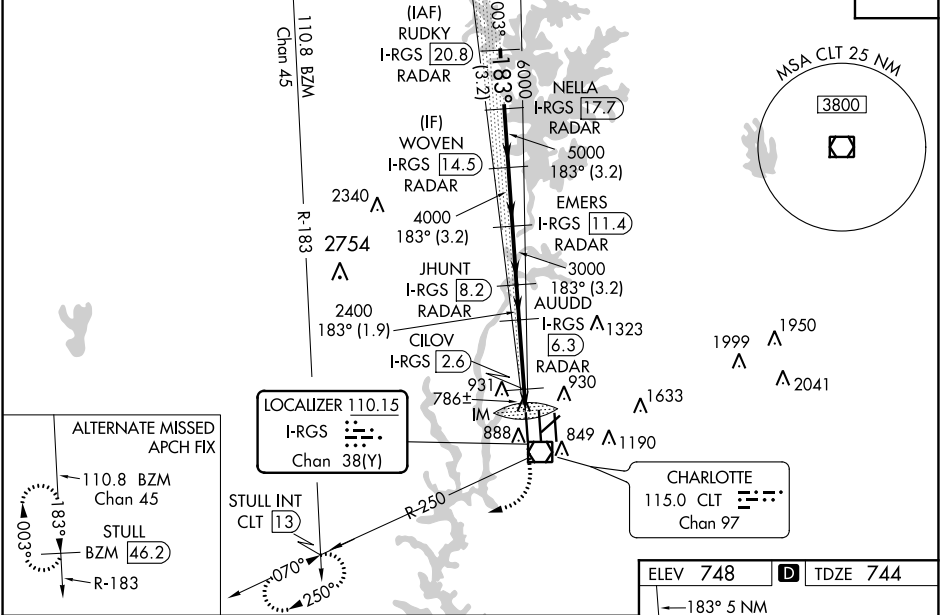 (IAF)
RUDKY
I-RGS 20.8
RADAR
(3.2)
6000
003°
183°
110.8 BZM
Chan 45
R-183
NELLA
I-RGS 17.7
RADAR
5000
183° (3.2)
(IF)
WOVEN
I-RGS 14.5
RADAR
4000
183° (3.2)
EMERS
I-RGS 11.4
RADAR
3000
183° (3.2)
JHUNT
I-RGS 8.2
RADAR
2400
183° (1.9)
AUUDD
I-RGS
6.3
RADAR
CILOV
I-RGS 2.6
MSA CLT 25 NM
3800
2340
2754
1323
1950
1999
2041
931
930
1633
786±
IM
888
849
1190
LOCALIZER 110.15
I-RGS
Chan 38(Y)
CHARLOTTE
115.0 CLT
Chan 97
R-250
STULL INT
CLT 13
070°
250°
ALTERNATE MISSED
APCH FIX
110.8 BZM
Chan 45
183°
003°
STULL
BZM 46.2
R-183
ELEV 748 D TDZE 744
183° 5 NM